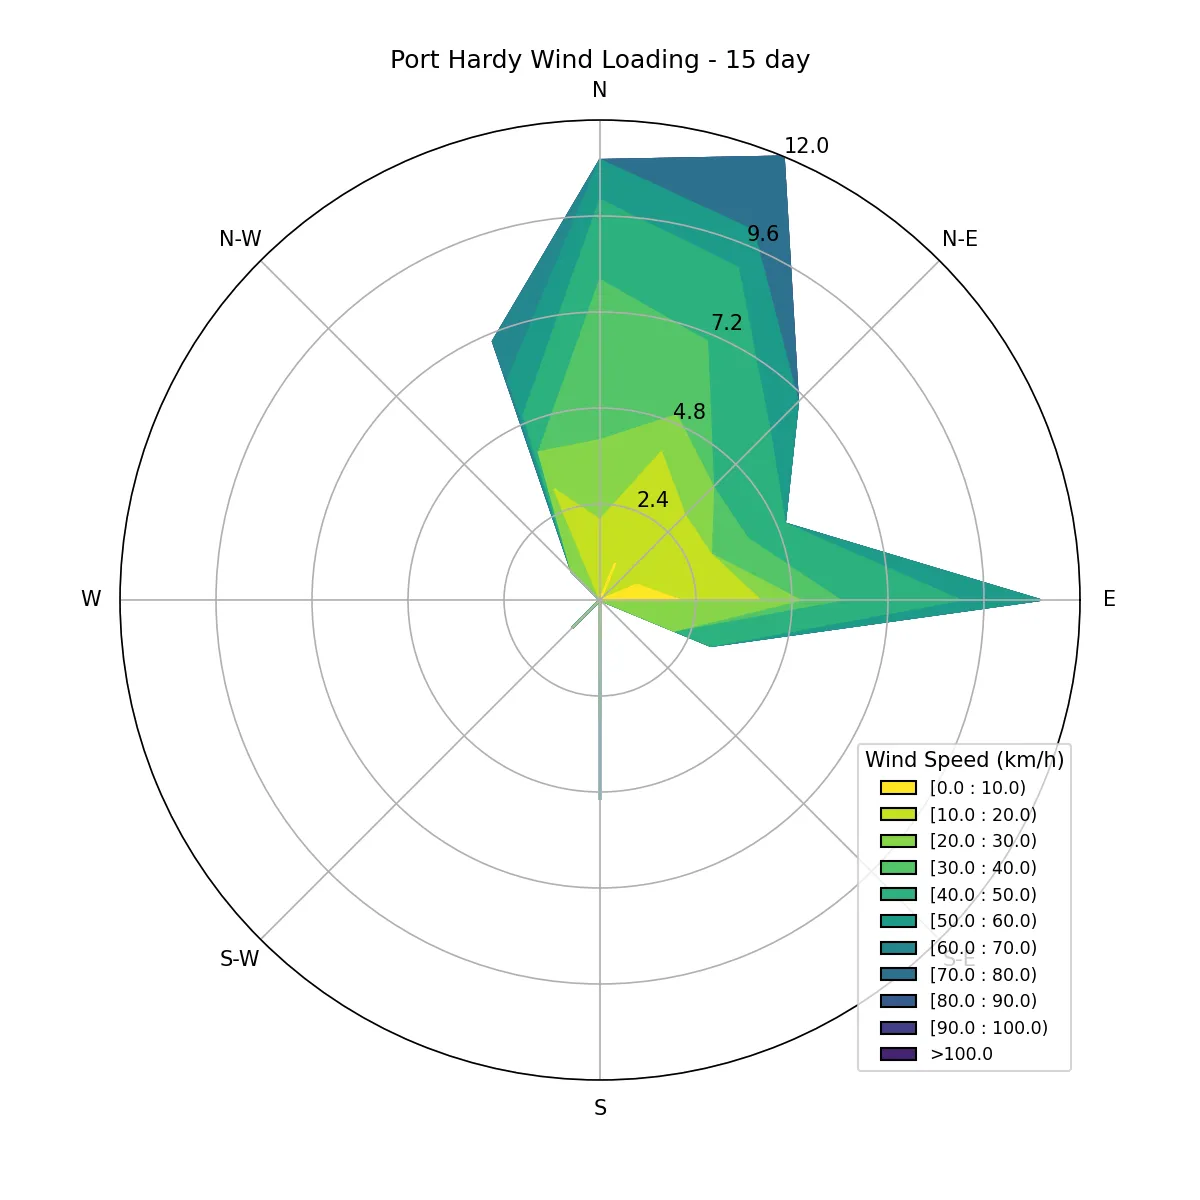 Port Hardy Wind Loading - 15 day
N
12.0
N-W
9.6
N-E
7.2
4.8
2.4
W
E
Wind Speed (km/h)
[0.0 : 10.0)
[10.0 : 20.0)
[20.0 : 30.0)
[30.0 : 40.0)
[40.0 : 50.0)
[50.0 : 60.0)
[60.0 : 70.0)
[70.0 : 80.0)
[80.0 : 90.0)
[90.0 : 100.0)
>100.0
S-W
S-E
S